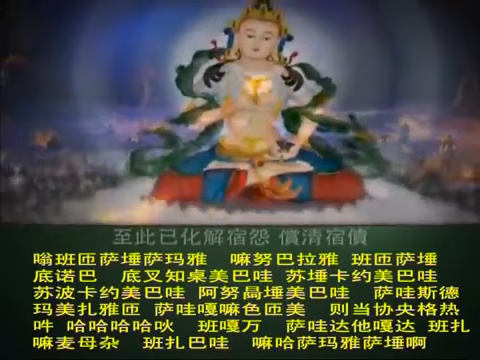 至此已化解宿怨 償清宿債
嗡班匝萨埵萨玛雅 嘛努巴拉雅 班匝萨埵
底诺巴 底叉知桌美巴哇 苏埵卡约美巴哇
苏波卡约美巴哇 阿努晑埵美巴哇 萨哇斯德
玛美扎雅匝 萨哇嘎嘛色匝美 则当协央格热
吽 哈哈哈哈伙 班嘎万 萨哇达他嘎达 班扎
嘛麦母杂 班扎巴哇 嘛哈萨玛雅萨埵啊